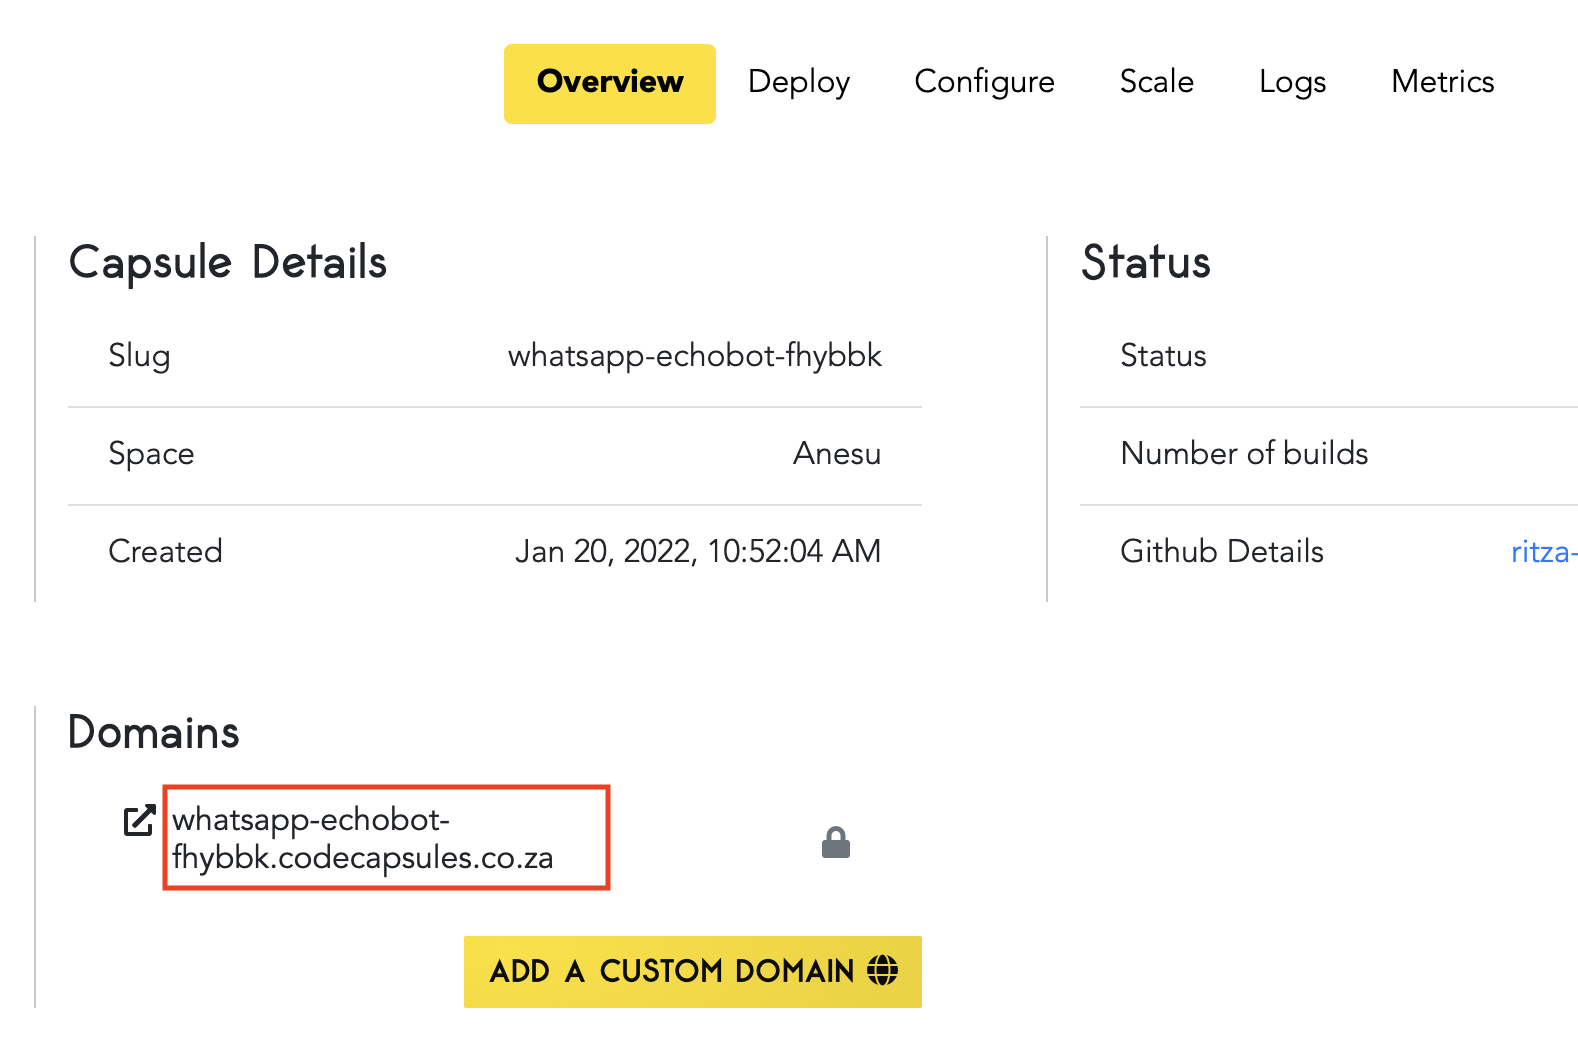 Overview Deploy Configure Scale Logs Metrics
Capsule Details
Slug whatsapp-echobot-fhybbk
Space Anesu
Created Jan 20, 2022, 10:52:04 AM
Status
Status
Number of builds
Github Details ritza-
Domains
whatsapp-echobot-
fhybbk.codecapsules.co.za
ADD A CUSTOM DOMAIN